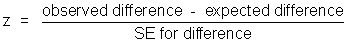 z = observed difference - expected difference
SE for difference